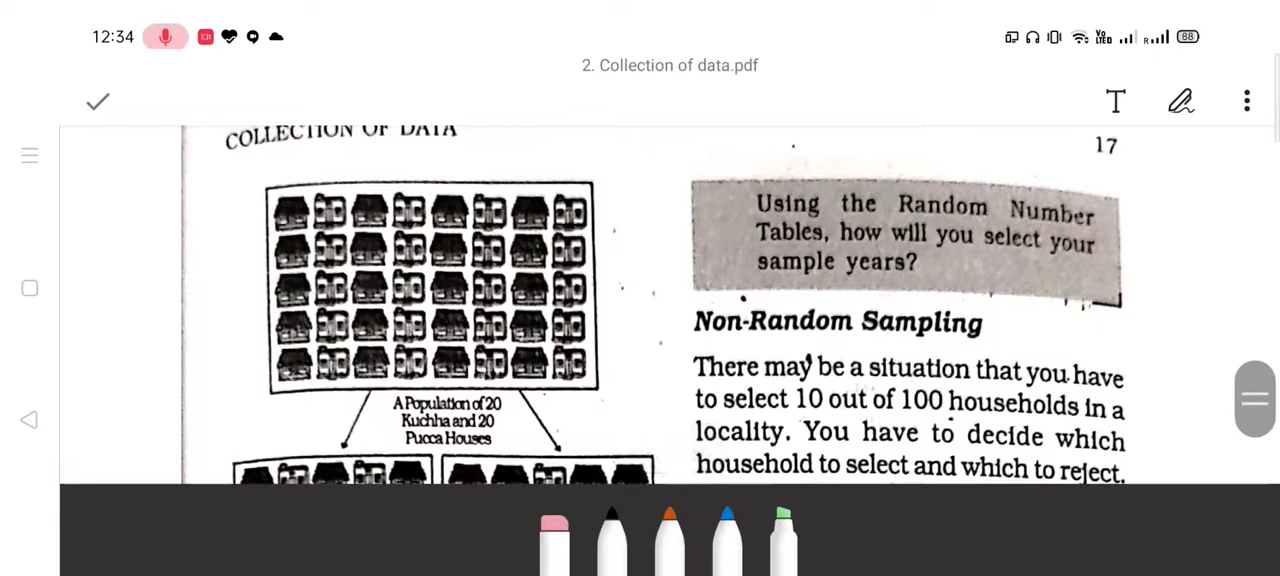 12:34
Yo
LTED
R
88
2. Collection of data.pdf
T
COLLECTION OF DATA
17
A Population of 20
Kuchha and 20
Pucca Houses
Using the Random Number
Tables, how will you select your
sample years?
Non-Random Sampling
There may be a situation that you have
to select 10 out of 100 households in a
locality. You have to decide which
household to select and which to reject.